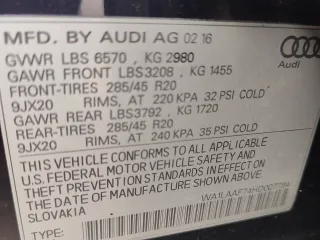 MFD. BY AUDI AG 02 16
GVWR LBS 6570 , KG 2980
GAWR FRONT LBS3208 , KG 1455
FRONT-TIRES 285/45 R20
9JX20 RIMS, AT 220 KPA 32 PSI COLD
GAWR REAR LBS3792 , KG 1720
REAR-TIRES 285/45 R20
9JX20 RIMS, AT 240 KPA 35 PSI COLD
THIS VEHICLE CONFORMS TO ALL APPLICABLE
U.S. FEDERAL MOTOR VEHICLE SAFETY AND
THEFT PREVENTION STANDARDS IN EFFECT ON
THE DATE OF MANUFACTURE SHOWN ABOVE.
SLOVAKIA
TYPE:
Audi